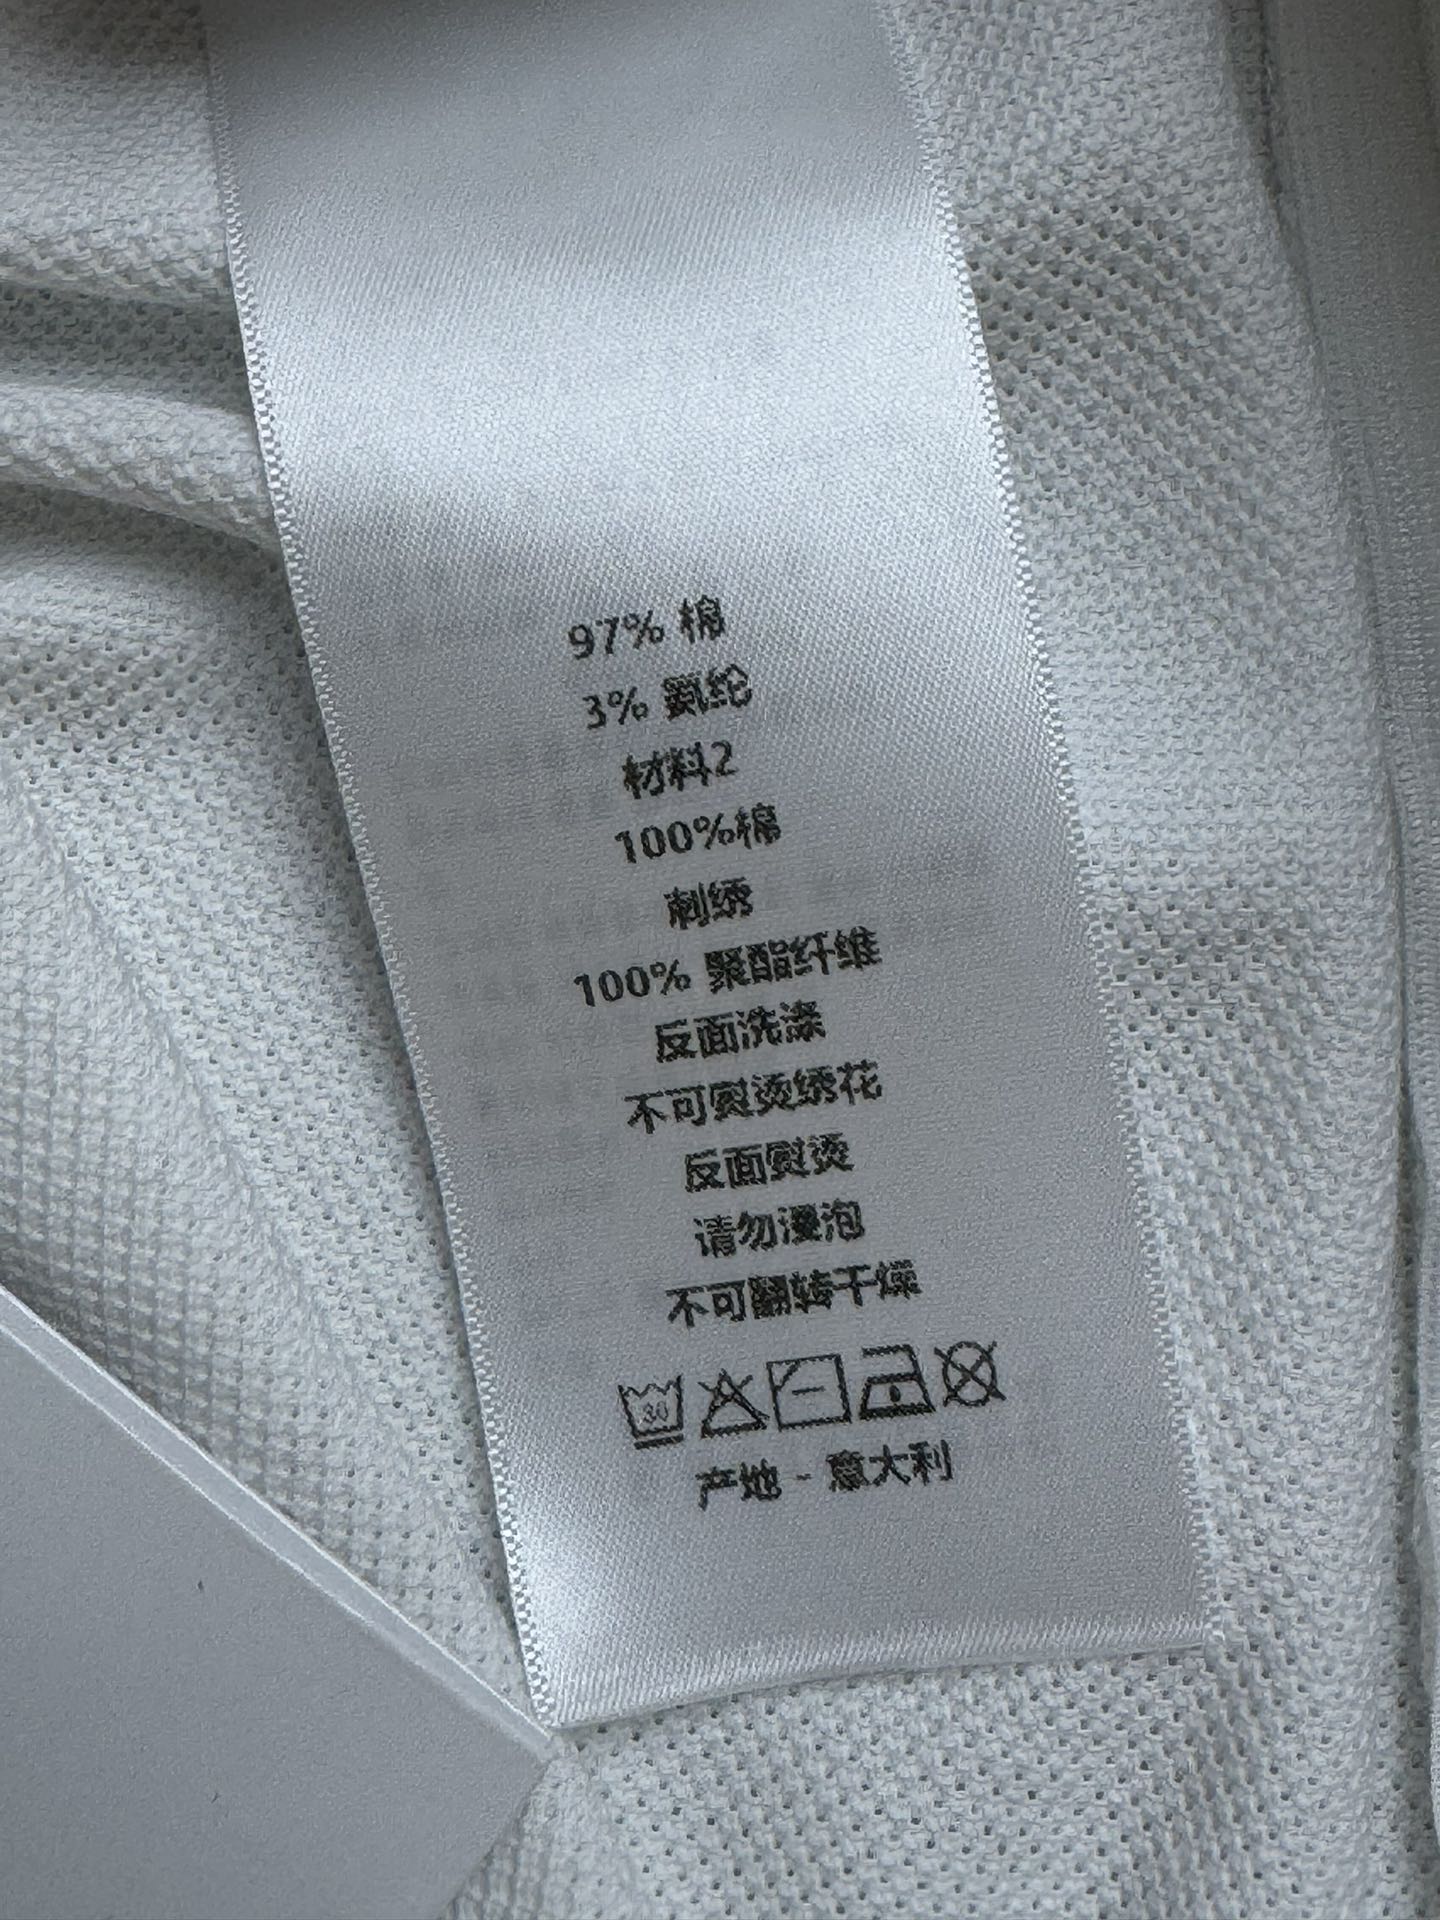 97% 棉
3% 氨纶
材料2
100%棉
刺绣
100% 聚酯纤维
反面洗涤
不可熨烫绣花
反面熨烫
请勿浸泡
不可翻转干燥
30
产地 - 意大利